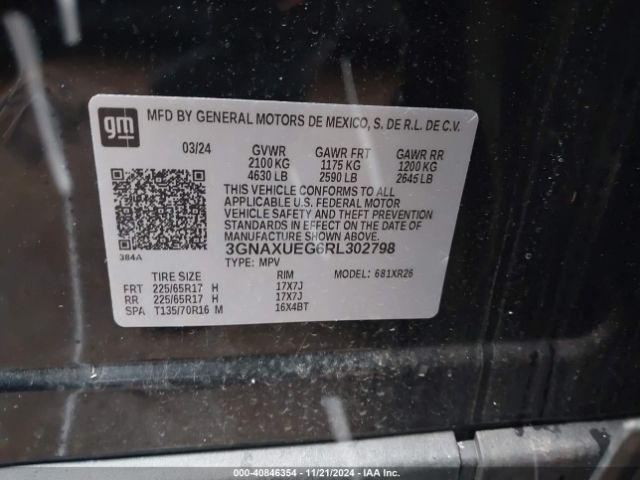 gm
MFD BY GENERAL MOTORS DE MEXICO, S. DE R.L. DE C.V.
03/24 GVWR GAWR FRT GAWR RR
2100 KG 1175 KG 1200 KG
4630 LB 2590 LB 2645 LB
THIS VEHICLE CONFORMS TO ALL
APPLICABLE U.S. FEDERAL MOTOR
VEHICLE SAFETY AND THEFT PREVENTION
STANDARDS IN EFFECT ON THE DATE OF
MANUFACTURE SHOWN ABOVE.
384A 3GNAXUEG6RL302798
TYPE: MPV
TIRE SIZE RIM MODEL: 681XR26
FRT 225/65R17 H 17X7J
RR 225/65R17 H 17X7J
SPA T135/70R16 M 16X4BT
© 40846354 - 11/21/2024 - IAA Inc.